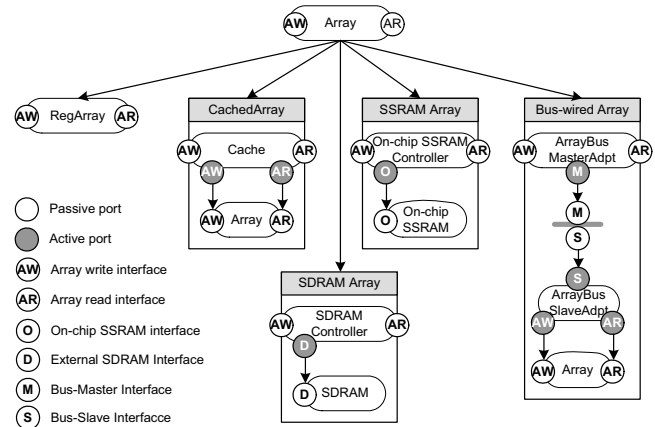 AW Array AR
AW RegArray AR
CachedArray
AW Cache AR
AW AR
AW Array AR
SSRAM Array
AW On-chip SSRAM Controller AR
O
O On-chip SSRAM
Bus-wired Array
AW ArrayBus MasterAdpt AR
M
M
S
S
ArrayBus SlaveAdpt
AW AR
AW Array AR
SDRAM Array
AW SDRAM Controller AR
D
D SDRAM
Passive port
Active port
AW Array write interface
AR Array read interface
O On-chip SSRAM interface
D External SDRAM Interface
M Bus-Master Interface
S Bus-Slave Interfacce